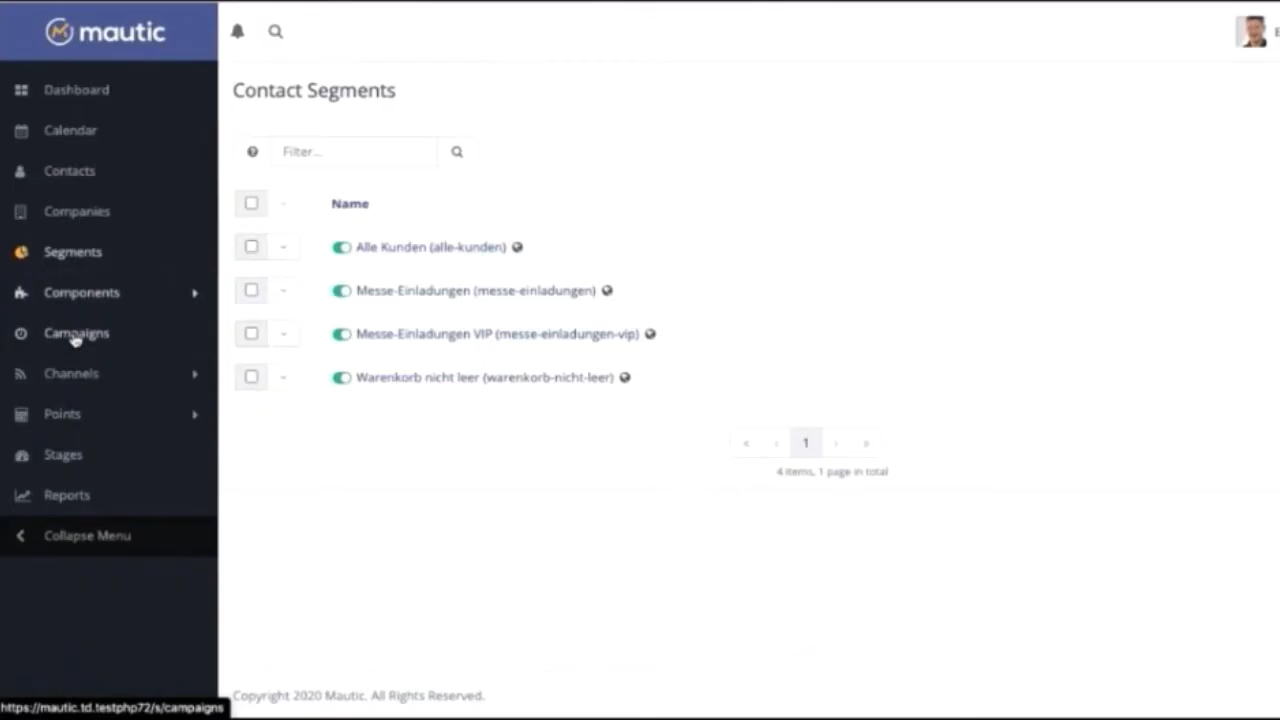 mautic
Dashboard
Calendar
Contacts
Companies
Segments
Components
Campaigns
Channels
Points
Stages
Reports
Collapse Menu
Contact Segments
Filter...
Name
Alle Kunden (alle-kunden)
Messe-Einladungen (messe-einladungen)
Messe-Einladungen VIP (messe-einladungen-vip)
Warenkorb nicht leer (warenkorb-nicht-leer)
« ‹ 1 › »
4 items, 1 page in total
Copyright 2020 Mautic. All Rights Reserved.
https://mautic.td.testphp72/s/campaigns